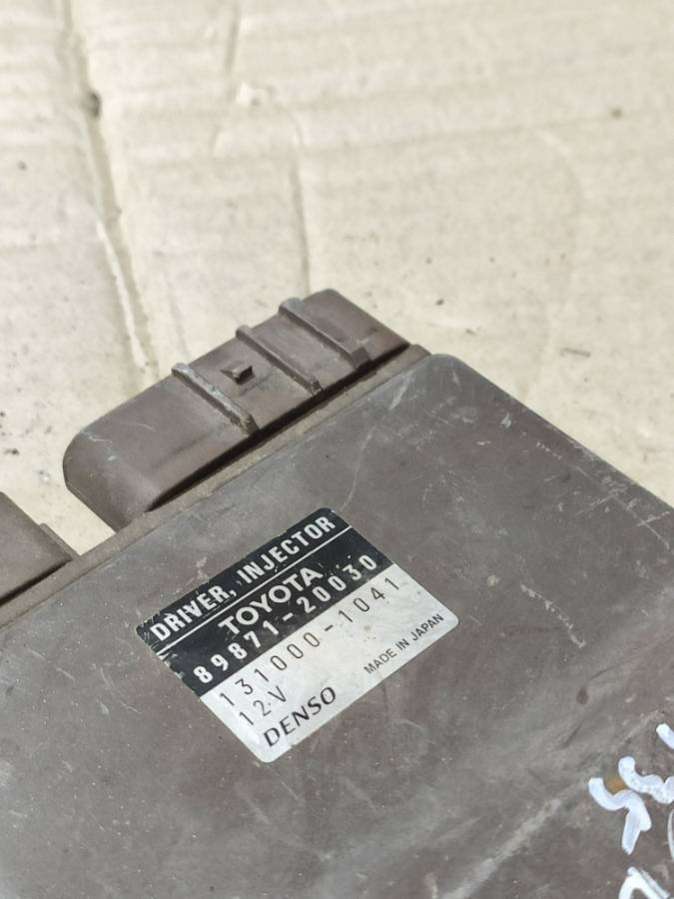 DRIVER, INJECTOR
TOYOTA
89871-20030
131000-1041
12V
DENSO MADE IN JAPAN